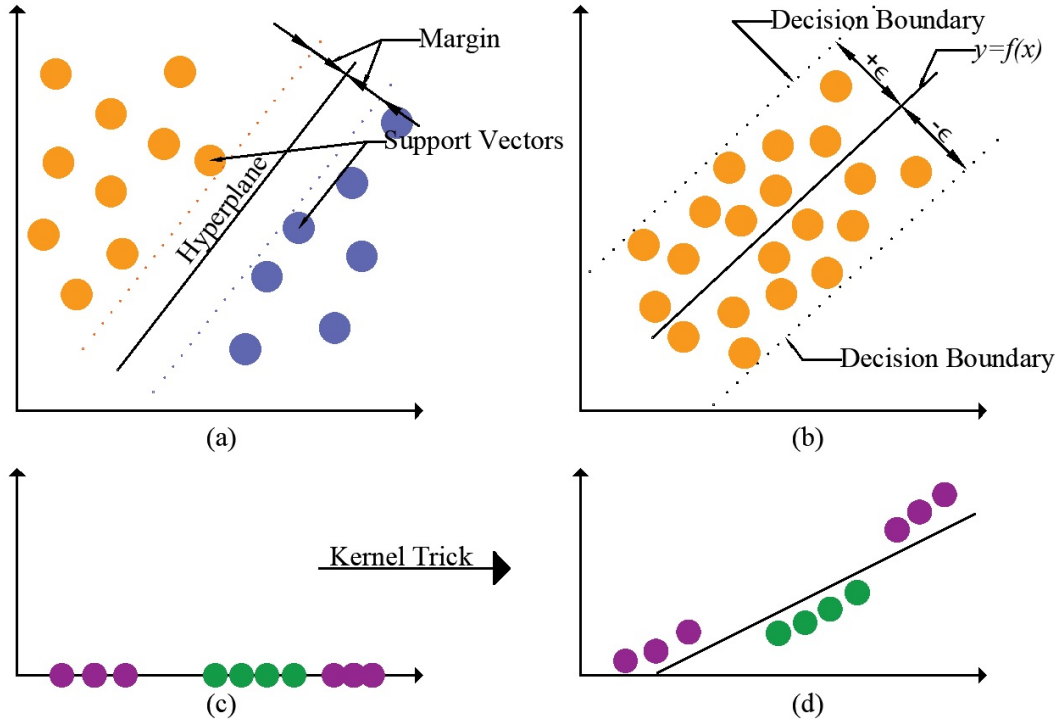 Margin
Support Vectors
Hyperplane
(a)
Decision Boundary
y=f(x)
+ϵ
-ϵ
Decision Boundary
(b)
Kernel Trick
(c)
(d)